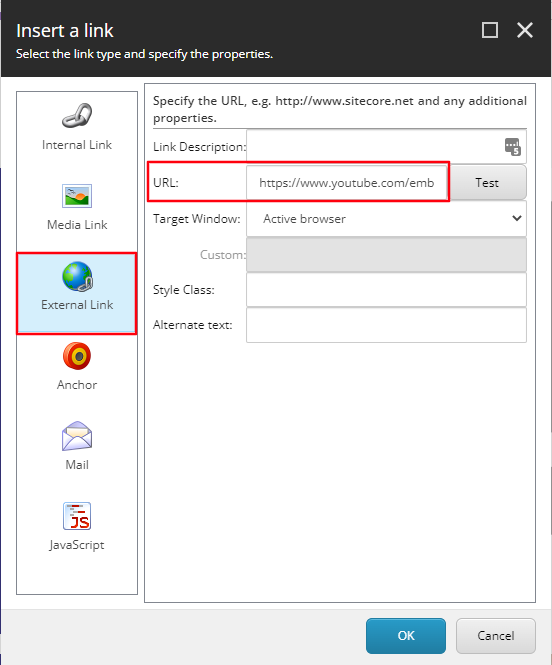 Insert a link
Select the link type and specify the properties.
Internal Link
Media Link
External Link
Anchor
Mail
JS
JavaScript
Specify the URL, e.g. http://www.sitecore.net and any additional
properties.
Link Description:
5
URL: https://www.youtube.com/emb Test
Target Window: Active browser
Custom:
Style Class:
Alternate text:
OK Cancel